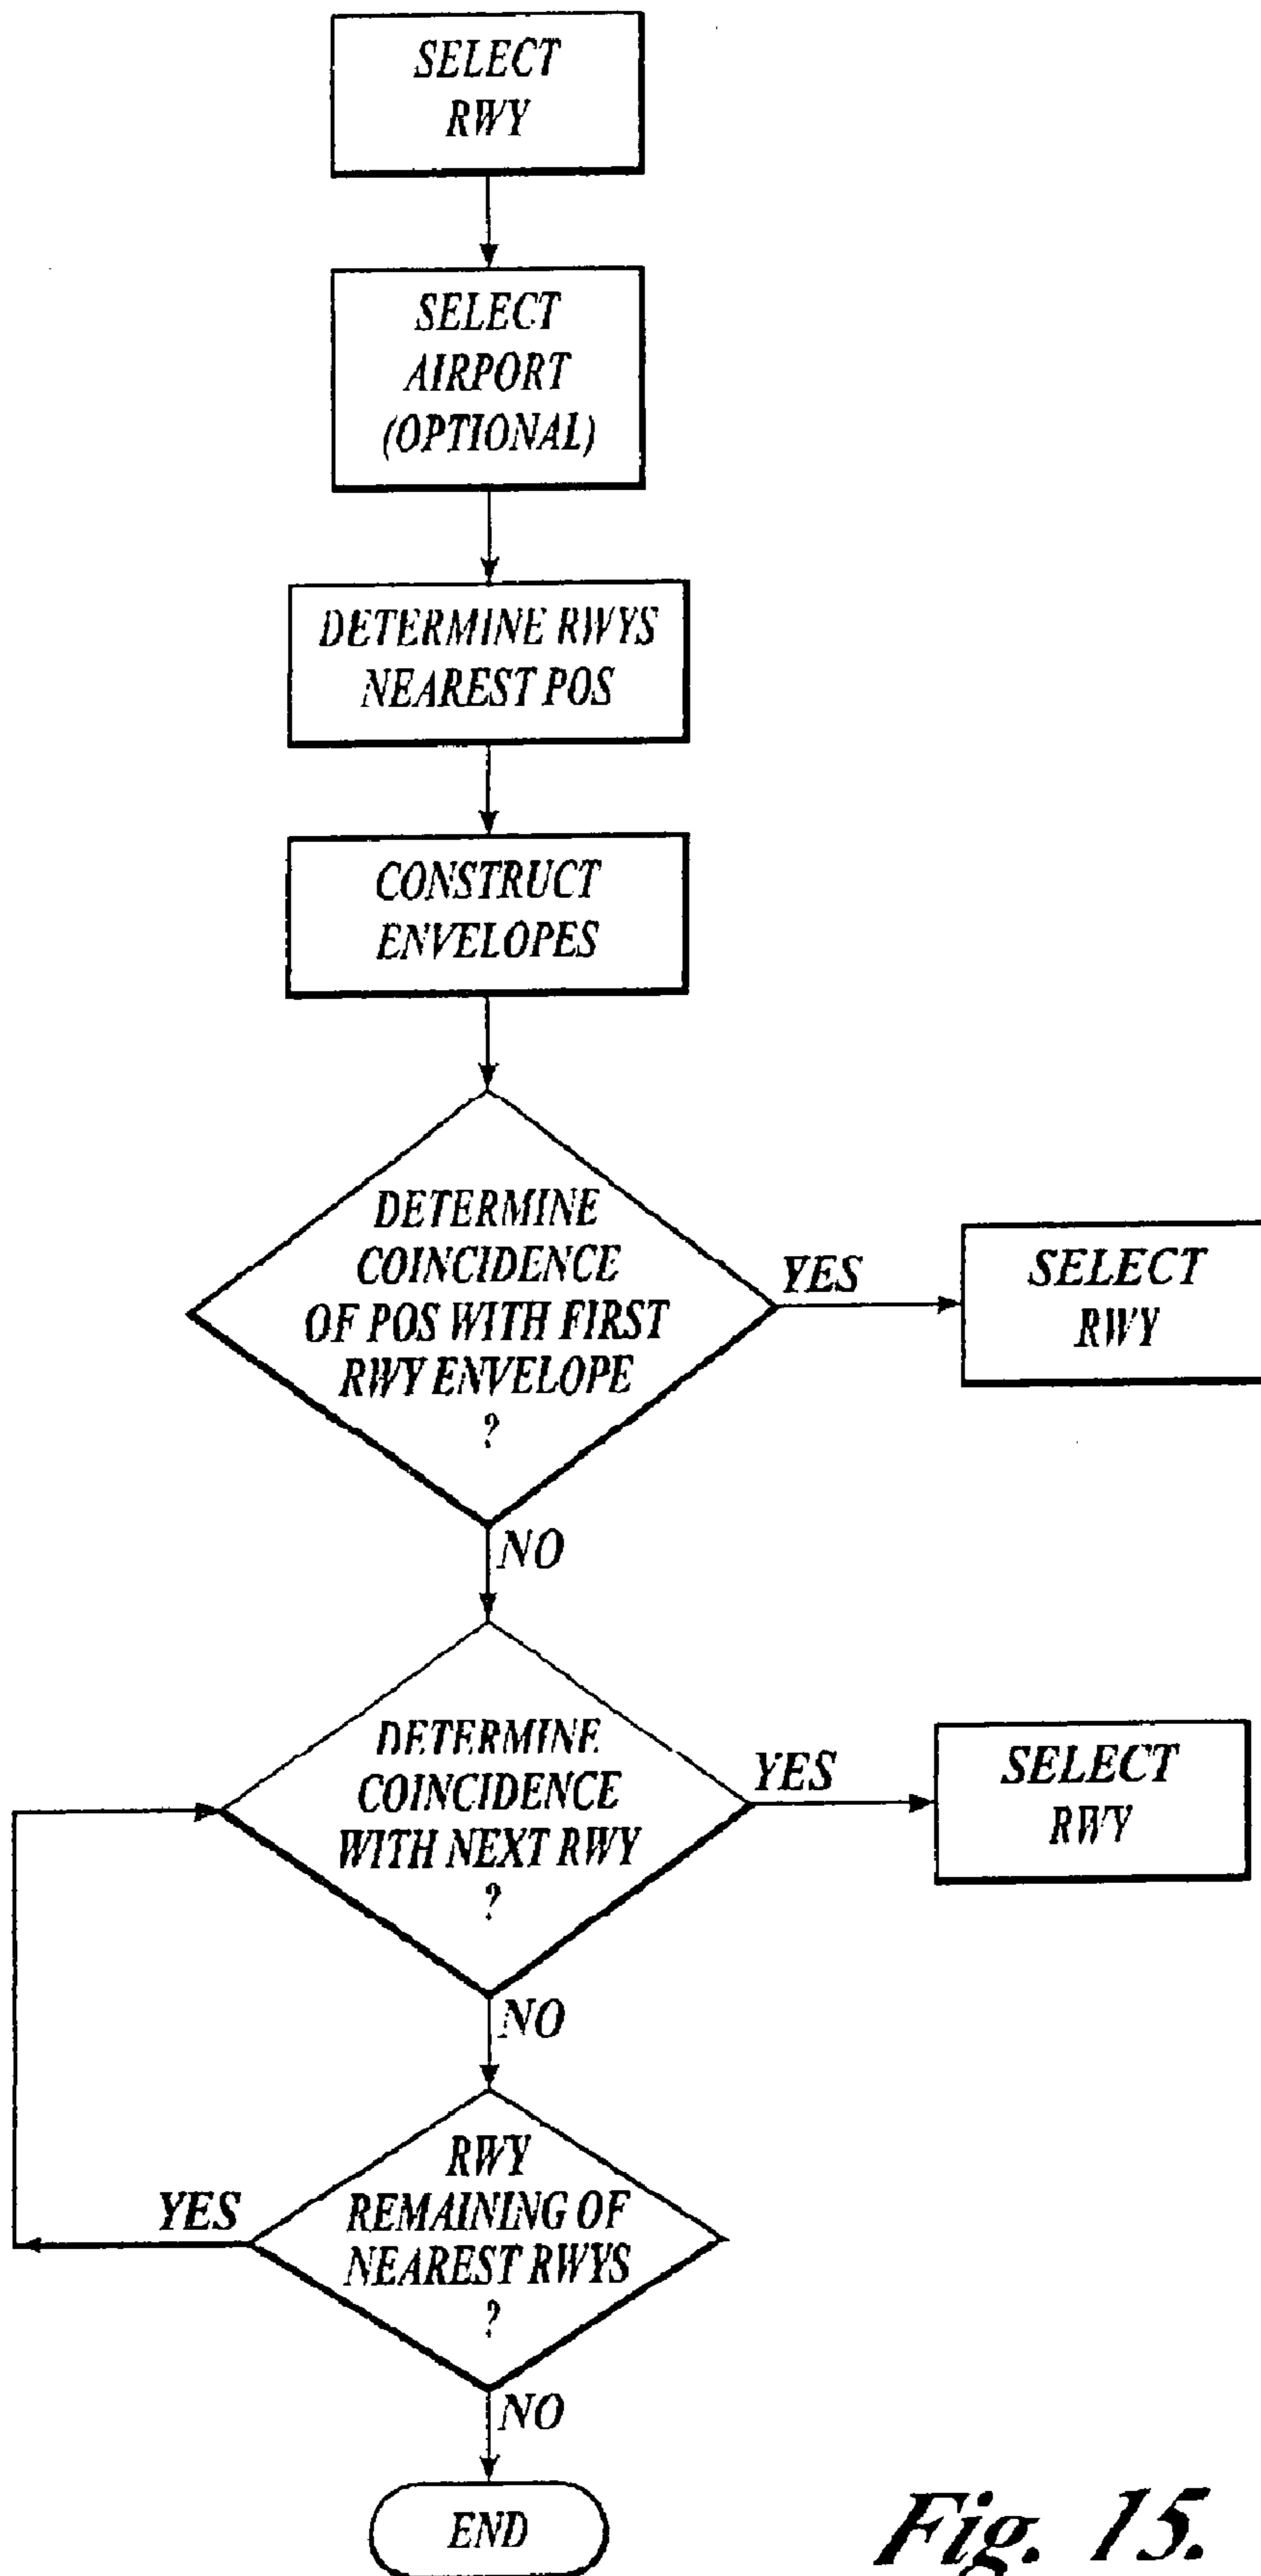 SELECT
RWY
SELECT
AIRPORT
(OPTIONAL)
DETERMINE RWYS
NEAREST POS
CONSTRUCT
ENVELOPES
DETERMINE
COINCIDENCE
OF POS WITH FIRST
RWY ENVELOPE
?
YES
SELECT
RWY
NO
DETERMINE
COINCIDENCE
WITH NEXT RWY
?
YES
SELECT
RWY
NO
RWY
REMAINING OF
NEAREST RWYS
?
YES
NO
END
Fig. 15.